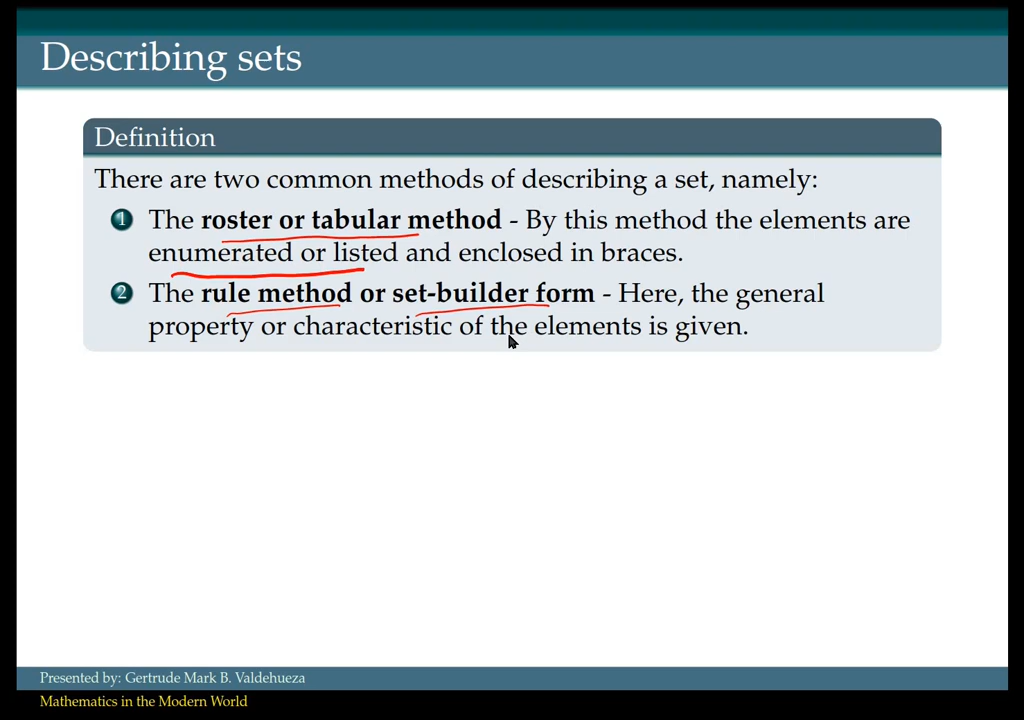 Describing sets
Definition
There are two common methods of describing a set, namely:
1 The roster or tabular method - By this method the elements are
enumerated or listed and enclosed in braces.
2 The rule method or set-builder form - Here, the general
property or characteristic of the elements is given.
Presented by: Gertrude Mark B. Valdehueza
Mathematics in the Modern World